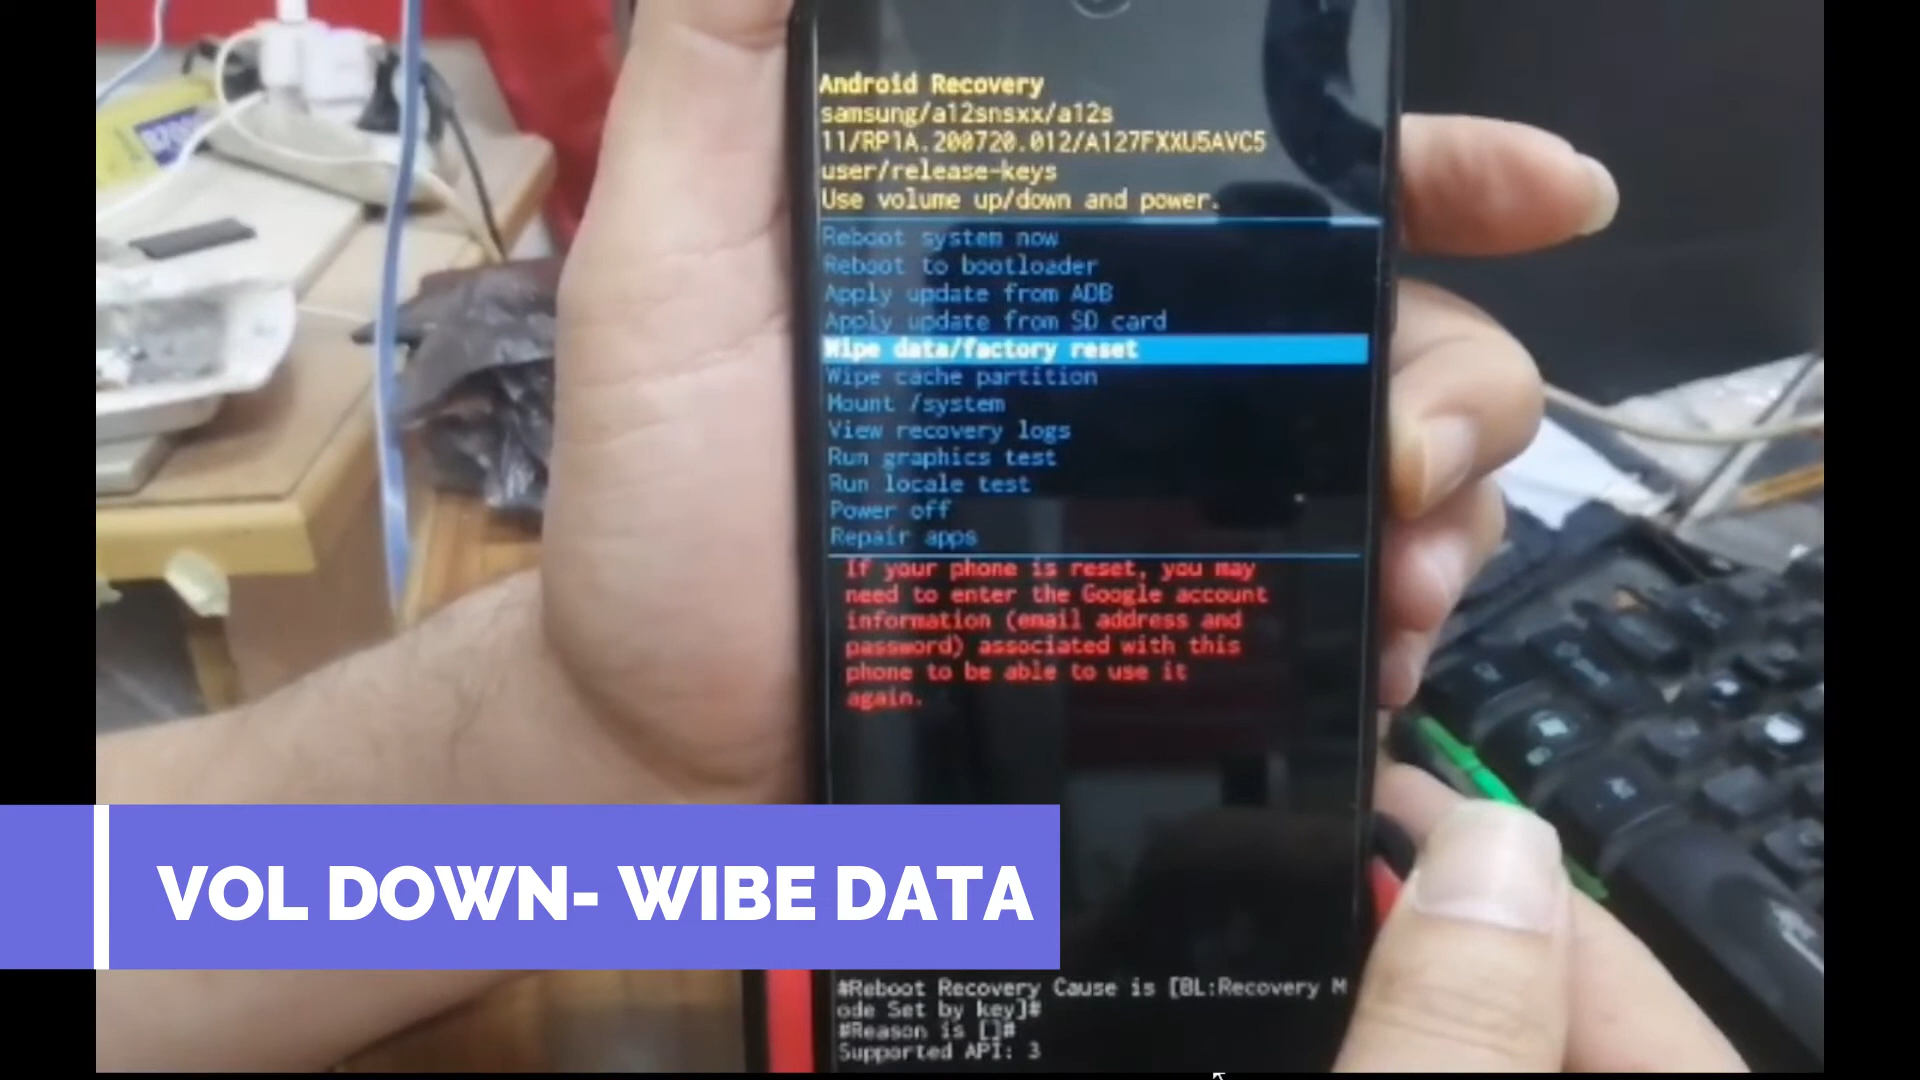 Android Recovery
samsung/a12snsxx/a12s
11/RP1A.200720.012/A127FXXU5AVC5
user/release-keys
Use volume up/down and power.
Reboot system now
Reboot to bootloader
Apply update from ADB
Apply update from SD card
Wipe data/factory reset
Wipe cache partition
Mount /system
View recovery logs
Run graphics test
Run locale test
Power off
Repair apps
If your phone is reset, you may
need to enter the Google account
information (email address and
password) associated with this
phone to be able to use it
again.
VOL DOWN- WIBE DATA
#Reboot Recovery Cause is [BL:Recovery M
ode Set by key]#
#Reason is []#
Supported API: 3